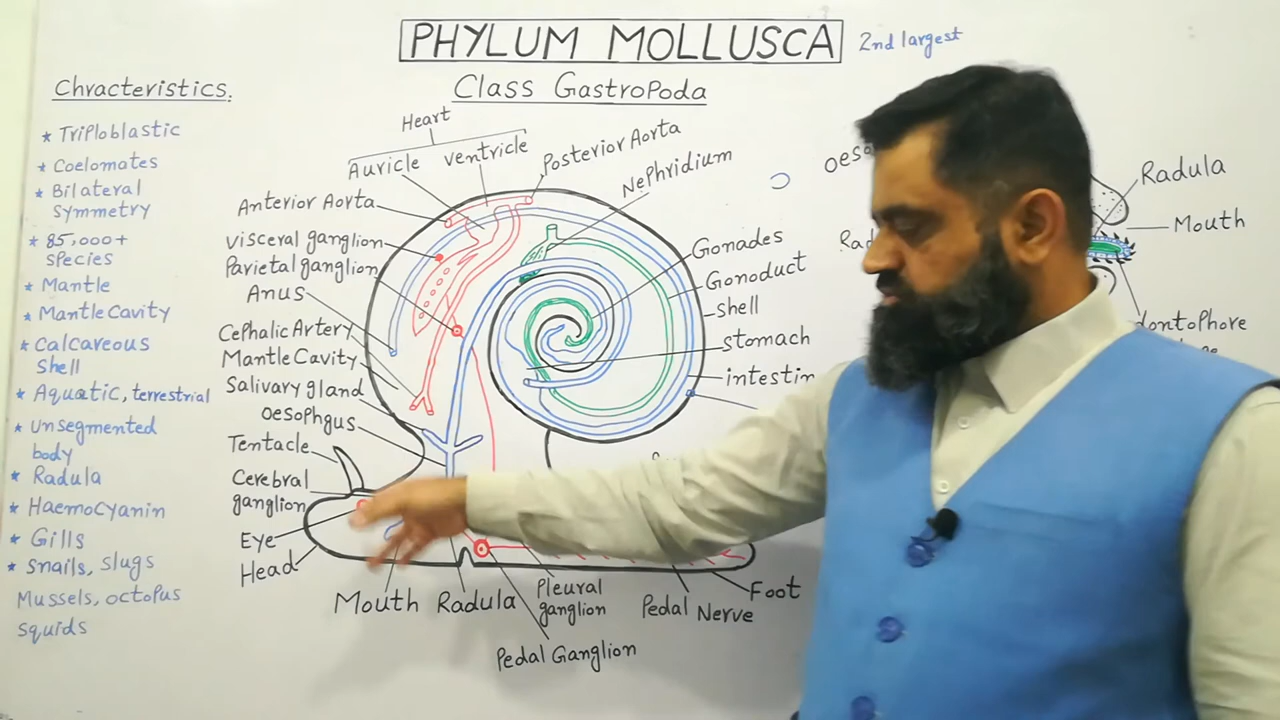 PHYLUM MOLLUSCA
2nd largest
Class GastroPoda
Chracteristics.
* Triploblastic
* Coelomates
* Bilateral
symmetry
* 85,000+
species
* Mantle
* Mantle Cavity
* Calcareous
shell
* Aquatic, terrestrial
* Unsegmented
body
* Radula
* Haemocyanin
* Gills
* Snails, slugs
Mussels, octopus
squids
Heart
Auricle
ventricle
Posterior Aorta
Nephridium
Anterior Aorta
visceral ganglion
Parietal ganglion
Anus
Cephalic Artery
Mantle Cavity
Salivary gland
Oesophgus
Tentacle
Cerebral
ganglion
Eye
Head
Mouth
Radula
Pleural
ganglion
Pedal Ganglion
Pedal Nerve
Foot
Gonades
Gonoduct
shell
stomach
intestin
oeso
Rad
Radula
Mouth
dontophore